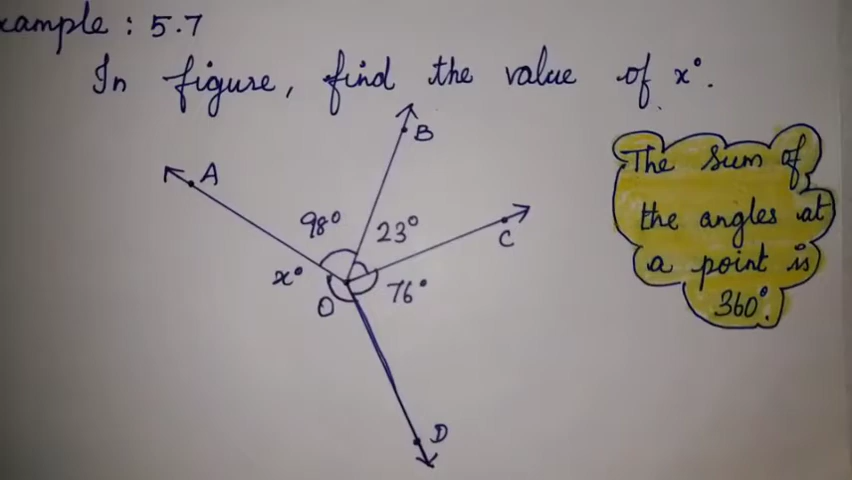 xample : 5.7
In figure, find the value of x°.
B
A
The sum of
the angles at
a point is
360°.
98°
23°
C
x°
76°
O
D